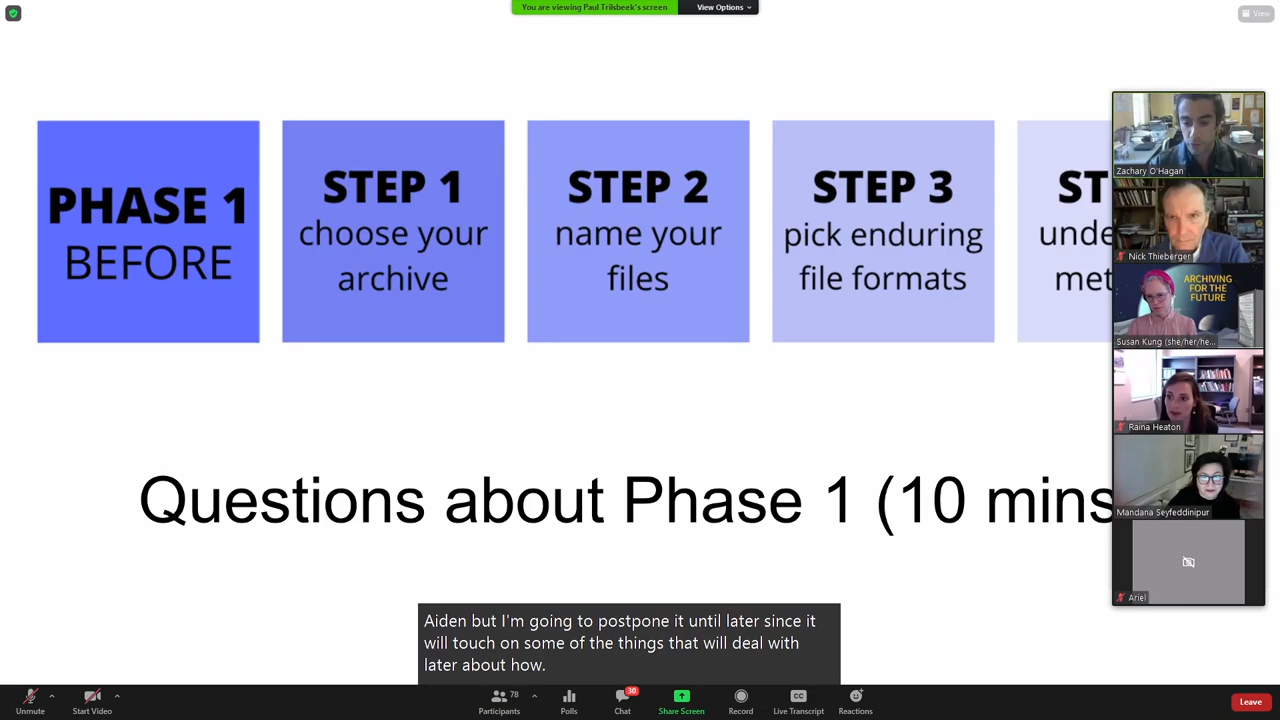 You are viewing Paul Trilsbeek's screen
View Options
View
PHASE 1
BEFORE
STEP 1
choose your
archive
STEP 2
name your
files
STEP 3
pick enduring
file formats
ST
unde
met
Questions about Phase 1 (10 mins
Zachary O'Hagan
Nick Thieberger
ARCHIVING
FOR THE
FUTURE
Susan Kung (she/her/he...
Raina Heaton
Mandana Seyfeddinipur
Ariel
Aiden but I'm going to postpone it until later since it
will touch on some of the things that will deal with
later about how.
Unmute
Start Video
78
Participants
Polls
30
Chat
Share Screen
Record
CC
Live Transcript
Reactions
Leave